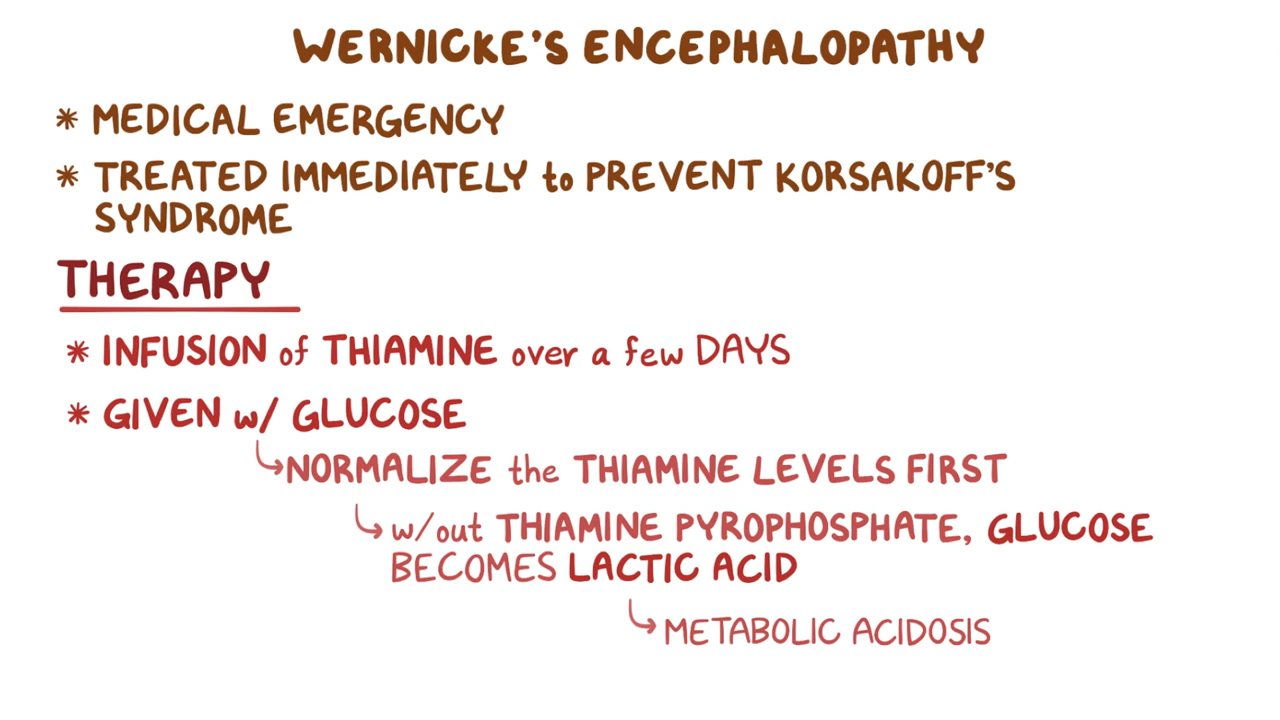 WERNICKE'S ENCEPHALOPATHY
* MEDICAL EMERGENCY
* TREATED IMMEDIATELY to PREVENT KORSAKOFF'S
SYNDROME
THERAPY
* INFUSION of THIAMINE over a few DAYS
* GIVEN w/ GLUCOSE
NORMALIZE the THIAMINE LEVELS FIRST
w/out THIAMINE PYROPHOSPHATE, GLUCOSE
BECOMES LACTIC ACID
METABOLIC ACIDOSIS